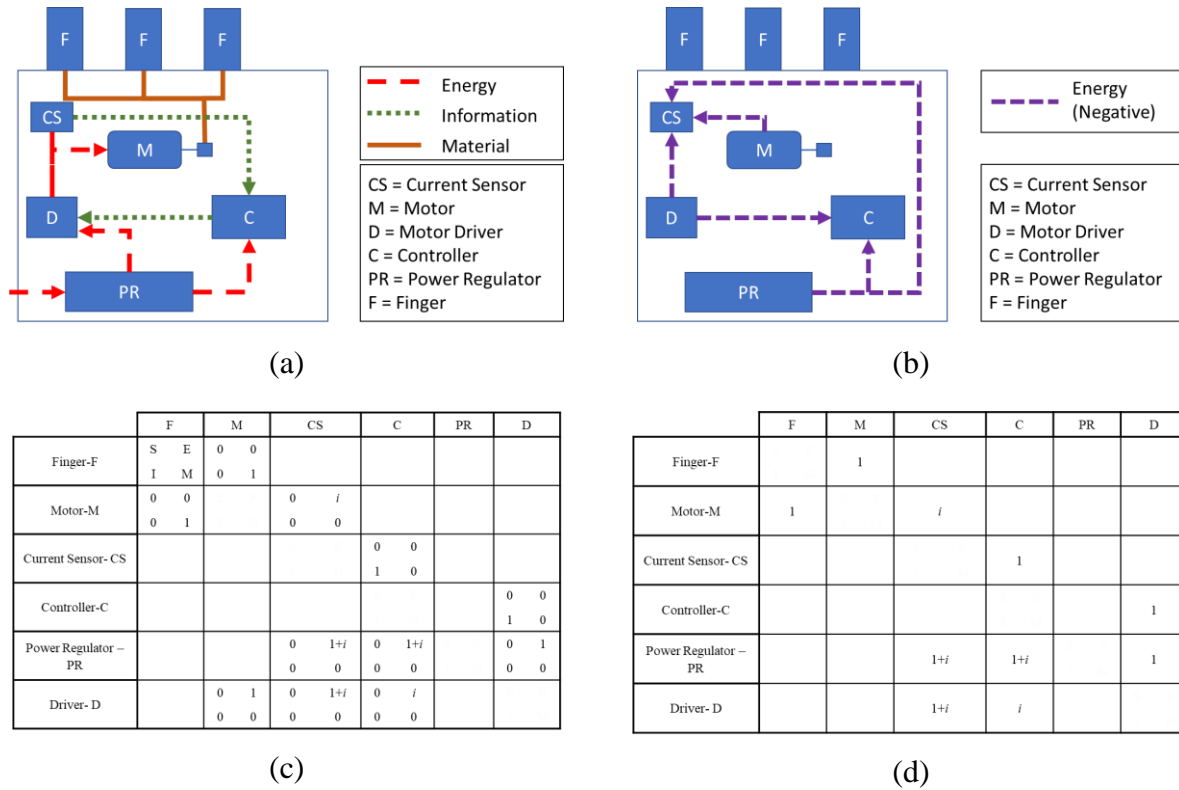 F F F
CS
M
D
C
PR
Energy
Information
Material
CS = Current Sensor
M = Motor
D = Motor Driver
C = Controller
PR = Power Regulator
F = Finger
(a)
F F F
CS
M
D
C
PR
Energy
(Negative)
CS = Current Sensor
M = Motor
D = Motor Driver
C = Controller
PR = Power Regulator
F = Finger
(b)
F M CS C PR D
Finger-F
S E 0 0
I M 0 1
Motor-M
0 0 0 i
0 1 0 0
Current Sensor- CS
0 0
1 0
Controller-C
0 0
1 0
Power Regulator –
PR
0 1+i 0 1+i 0 1
0 0 0 0 0 0
Driver- D
0 1 0 1+i 0 i
0 0 0 0 0 0
(c)
F M CS C PR D
Finger-F 1
Motor-M 1 i
Current Sensor-CS 1
Controller-C 1
Power Regulator –
PR
1+i 1+i 1
Driver- D 1+i i
(d)